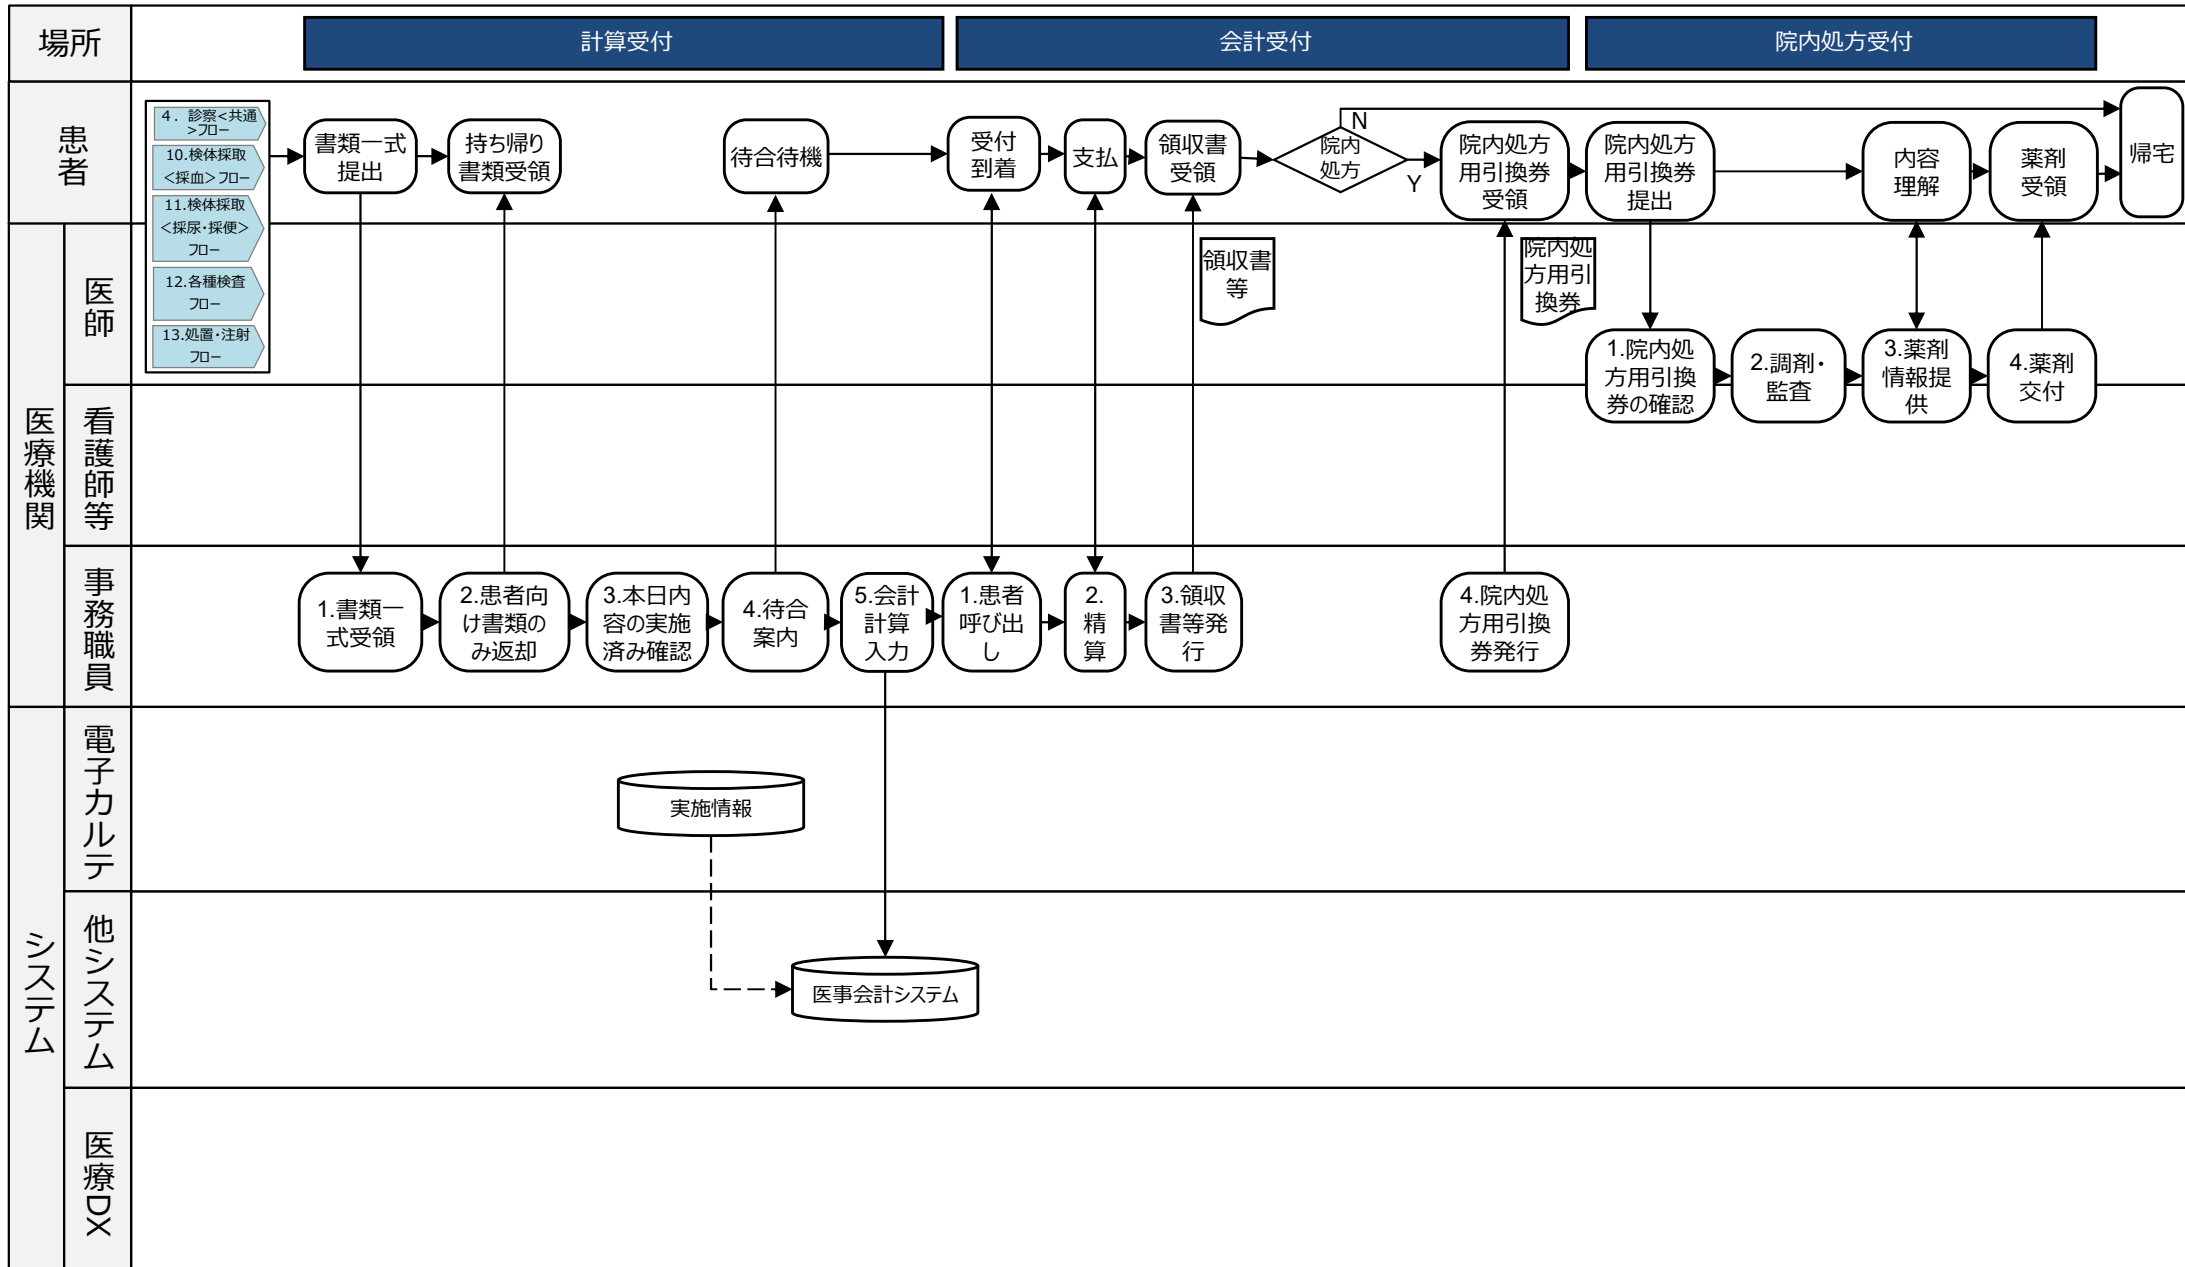 場所
計算受付
会計受付
院内処方受付
患者
4．診察<共通
>フロー
10.検体採取
<採血>フロー
11.検体採取
<採尿・採便>
フロー
12.各種検査
フロー
13.処置・注射
フロー
書類一式
提出
持ち帰り
書類受領
待合待機
受付
到着
支払
領収書
受領
院内
処方
N
Y
院内処方
用引換券
受領
院内処方
用引換券
提出
内容
理解
薬剤
受領
帰宅
医療機関
医師
領収書
等
院内処
方用引
換券
1.院内処
方用引換
券の確認
2.調剤・
監査
3.薬剤
情報提
供
4.薬剤
交付
看護師等
事務職員
1.書類一
式受領
2.患者向
け書類の
み返却
3.本日内
容の実施
済み確認
4.待合
案内
5.会計
計算
入力
1.患者
呼び出
し
2.
精
算
3.領収
書等発
行
4.院内処
方用引換
券発行
システム
電子カルテ
実施情報
他システム
医事会計システム
医療DX